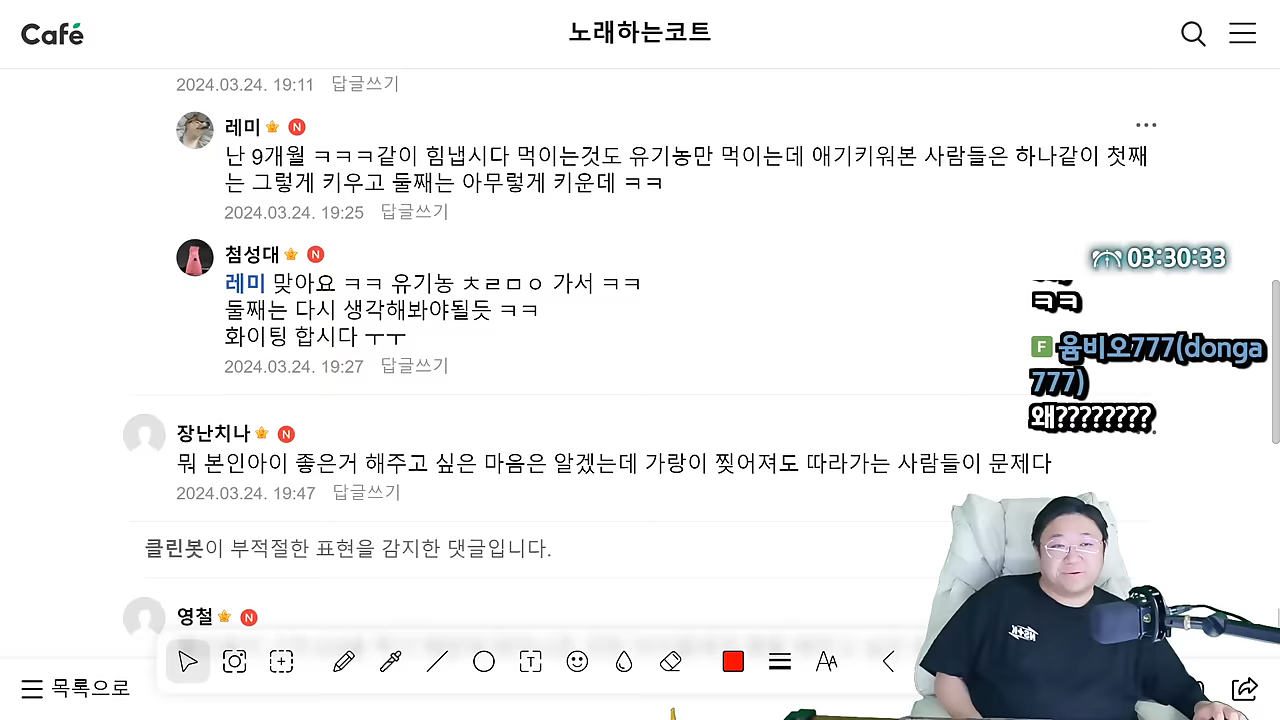 Café
노래하는코트
2024.03.24. 19:11 답글쓰기
레미 N
난 9개월 ㅋㅋㅋ같이 힘냅시다 먹이는것도 유기농만 먹이는데 애기키워본 사람들은 하나같이 첫째
는 그렇게 키우고 둘째는 아무렇게 키운데 ㅋㅋ
2024.03.24. 19:25 답글쓰기
첨성대 N
레미 맞아요 ㅋㅋ 유기농 ㅊㄹㅁㅇ 가서 ㅋㅋ
둘째는 다시 생각해봐야될듯 ㅋㅋ
화이팅 합시다 ㅜㅜ
2024.03.24. 19:27 답글쓰기
03:30:33
ㅋㅋ
F 윰비오777(donga
777)
왜????????
장난치나 N
뭐 본인아이 좋은거 해주고 싶은 마음은 알겠는데 가랑이 찢어져도 따라가는 사람들이 문제다
2024.03.24. 19:47 답글쓰기
클린봇이 부적절한 표현을 감지한 댓글입니다.
영철 N
목록으로